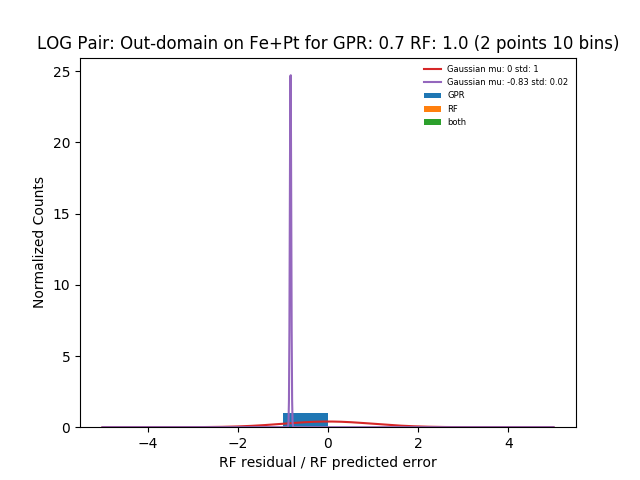 LOG Pair: Out-domain on Fe+Pt for GPR: 0.7 RF: 1.0 (2 points 10 bins)
25
20
15
10
5
0
Normalized Counts
Gaussian mu: 0 std: 1
Gaussian mu: -0.83 std: 0.02
GPR
RF
both
−4
−2
0
2
4
RF residual / RF predicted error